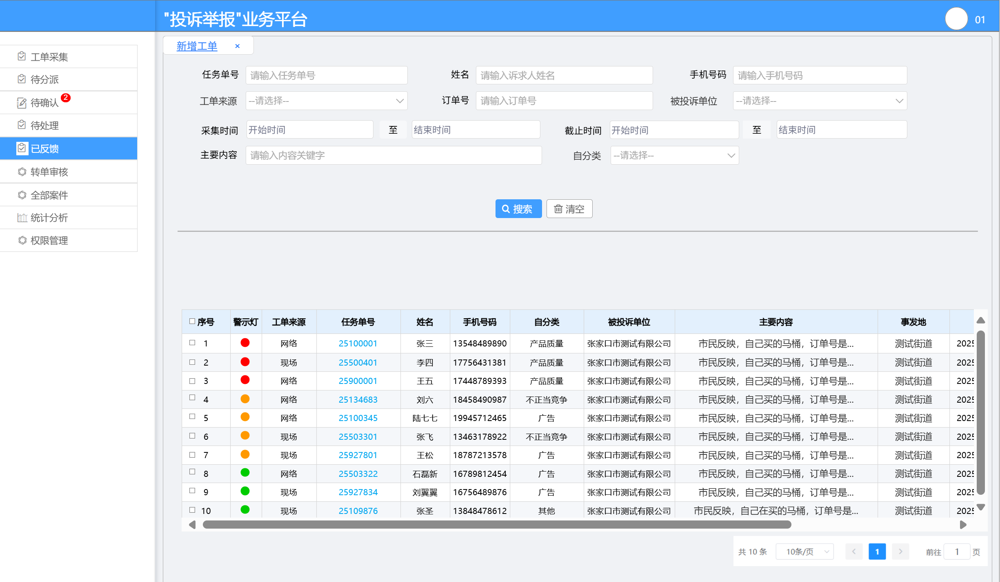 "投诉举报"业务平台
01
工单采集
待分派
待确认 2
待处理
已反馈
转单审核
全部案件
统计分析
权限管理
新增工单 ×
任务单号 请输入任务单号 姓名 请输入诉求人姓名 手机号码 请输入手机号码
工单来源 --请选择-- 订单号 请输入订单号 被投诉单位 --请选择--
采集时间 开始时间 至 结束时间 截止时间 开始时间 至 结束时间
主要内容 请输入内容关键字 自分类 --请选择--
搜索 清空
序号 警示灯 工单来源 任务单号 姓名 手机号码 自分类 被投诉单位 主要内容 事发地
1 网络 25100001 张三 13548489890 产品质量 张家口市测试有限公司 市民反映，自己买的马桶，订单号是... 测试街道 2025
2 现场 25500401 李四 17756431381 产品质量 张家口市测试有限公司 市民反映，自己买的马桶，订单号是... 测试街道 2025
3 网络 25900001 王五 17448789393 产品质量 张家口市测试有限公司 市民反映，自己买的马桶，订单号是... 测试街道 2025
4 网络 25134683 刘六 18458490987 不正当竞争 张家口市测试有限公司 市民反映，自己买的马桶，订单号是... 测试街道 2025
5 网络 25100345 陆七七 19945712465 广告 张家口市测试有限公司 市民反映，自己买的马桶，订单号是... 测试街道 2025
6 现场 25503301 张飞 13463178922 不正当竞争 张家口市测试有限公司 市民反映，自己买的马桶，订单号是... 测试街道 2025
7 现场 25927801 王松 18787213578 广告 张家口市测试有限公司 市民反映，自己买的马桶，订单号是... 测试街道 2025
8 网络 25503322 石磊新 16789812454 广告 张家口市测试有限公司 市民反映，自己买的马桶，订单号是... 测试街道 2025
9 现场 25927834 刘翼翼 16756489876 广告 张家口市测试有限公司 市民反映，自己买的马桶，订单号是... 测试街道 2025
10 现场 25109876 张圣 13848478612 其他 张家口市测试有限公司 市民反映，自己在买的马桶，订单号是... 测试街道 2025
共 10 条 10条/页 1 前往 1 页